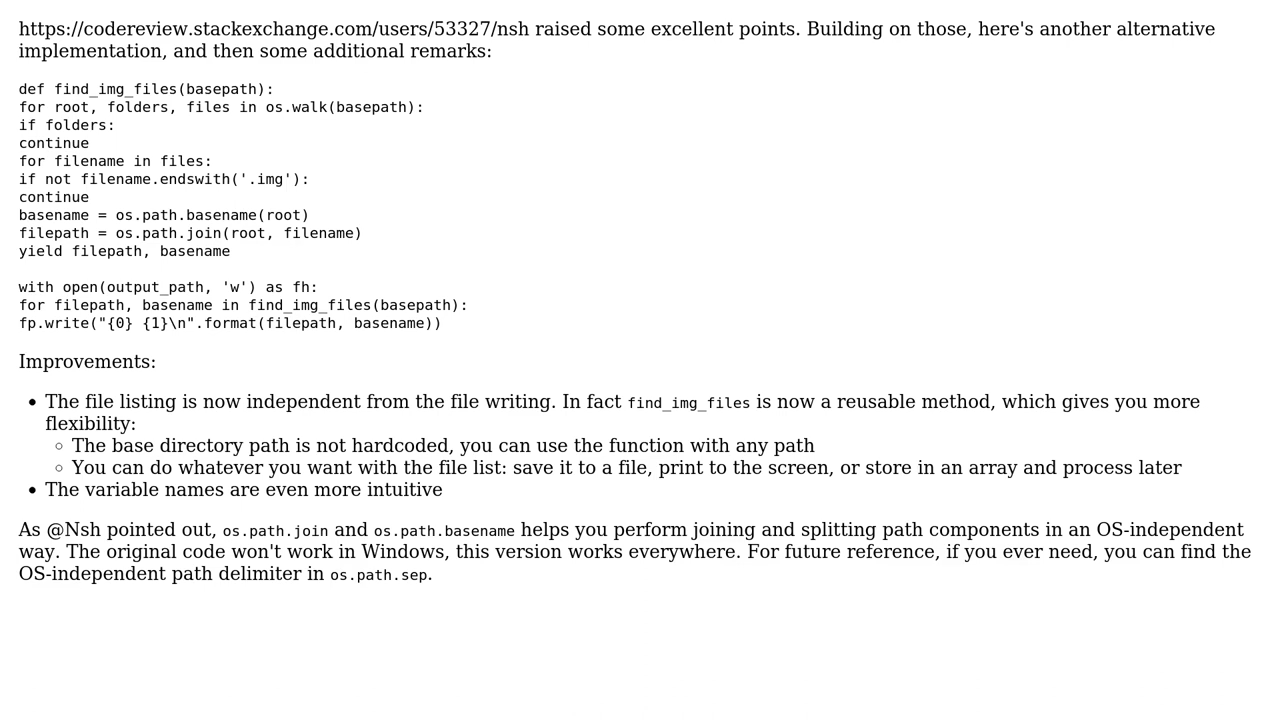 https://codereview.stackexchange.com/users/53327/nsh raised some excellent points. Building on those, here's another alternative
implementation, and then some additional remarks:
def find_img_files(basepath):
for root, folders, files in os.walk(basepath):
if folders:
continue
for filename in files:
if not filename.endswith('.img'):
continue
basename = os.path.basename(root)
filepath = os.path.join(root, filename)
yield filepath, basename
with open(output_path, 'w') as fh:
for filepath, basename in find_img_files(basepath):
fp.write("{0} {1}\n".format(filepath, basename))
Improvements:
• The file listing is now independent from the file writing. In fact find_img_files is now a reusable method, which gives you more
flexibility:
◦ The base directory path is not hardcoded, you can use the function with any path
◦ You can do whatever you want with the file list: save it to a file, print to the screen, or store in an array and process later
• The variable names are even more intuitive
As @Nsh pointed out, os.path.join and os.path.basename helps you perform joining and splitting path components in an OS-independent
way. The original code won't work in Windows, this version works everywhere. For future reference, if you ever need, you can find the
OS-independent path delimiter in os.path.sep.